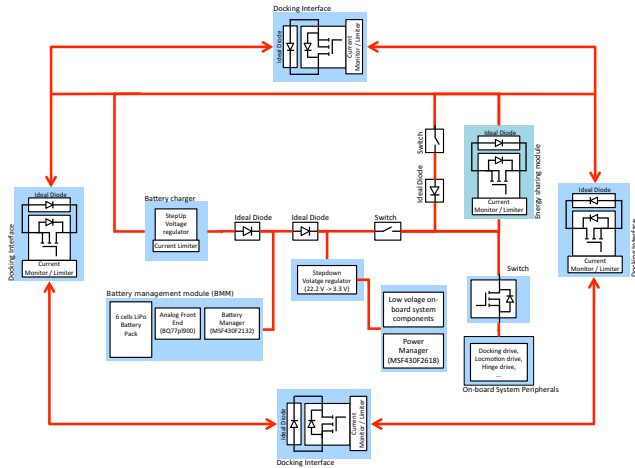 Docking Interface
Ideal Diode
Current
Monitor / Limiter
Switch
Ideal Diode
Ideal Diode
Current
Monitor / Limiter
Energy sharing module
Ideal Diode
Current
Monitor / Limiter
Docking Interface
Ideal Diode
Current
Monitor / Limiter
Docking Interface
Battery charger
StepUp
Voltage
regulator
Current Limiter
Ideal Diode
Ideal Diode
Switch
Battery management module (BMM)
6 cells LiPo
Battery
Pack
Analog Front
End
(BQ77pl900)
Battery
Manager
(MSF430F2132)
Stepdown
Volatge regulator
(22.2 V -> 3.3 V)
Low volage on-
board system
components
Power
Manager
(MSF430F2618)
Switch
Docking drive,
Locmotion drive,
Hinge drive,
...
On-board System Peripherals
Ideal Diode
Current
Monitor / Limiter
Docking Interface